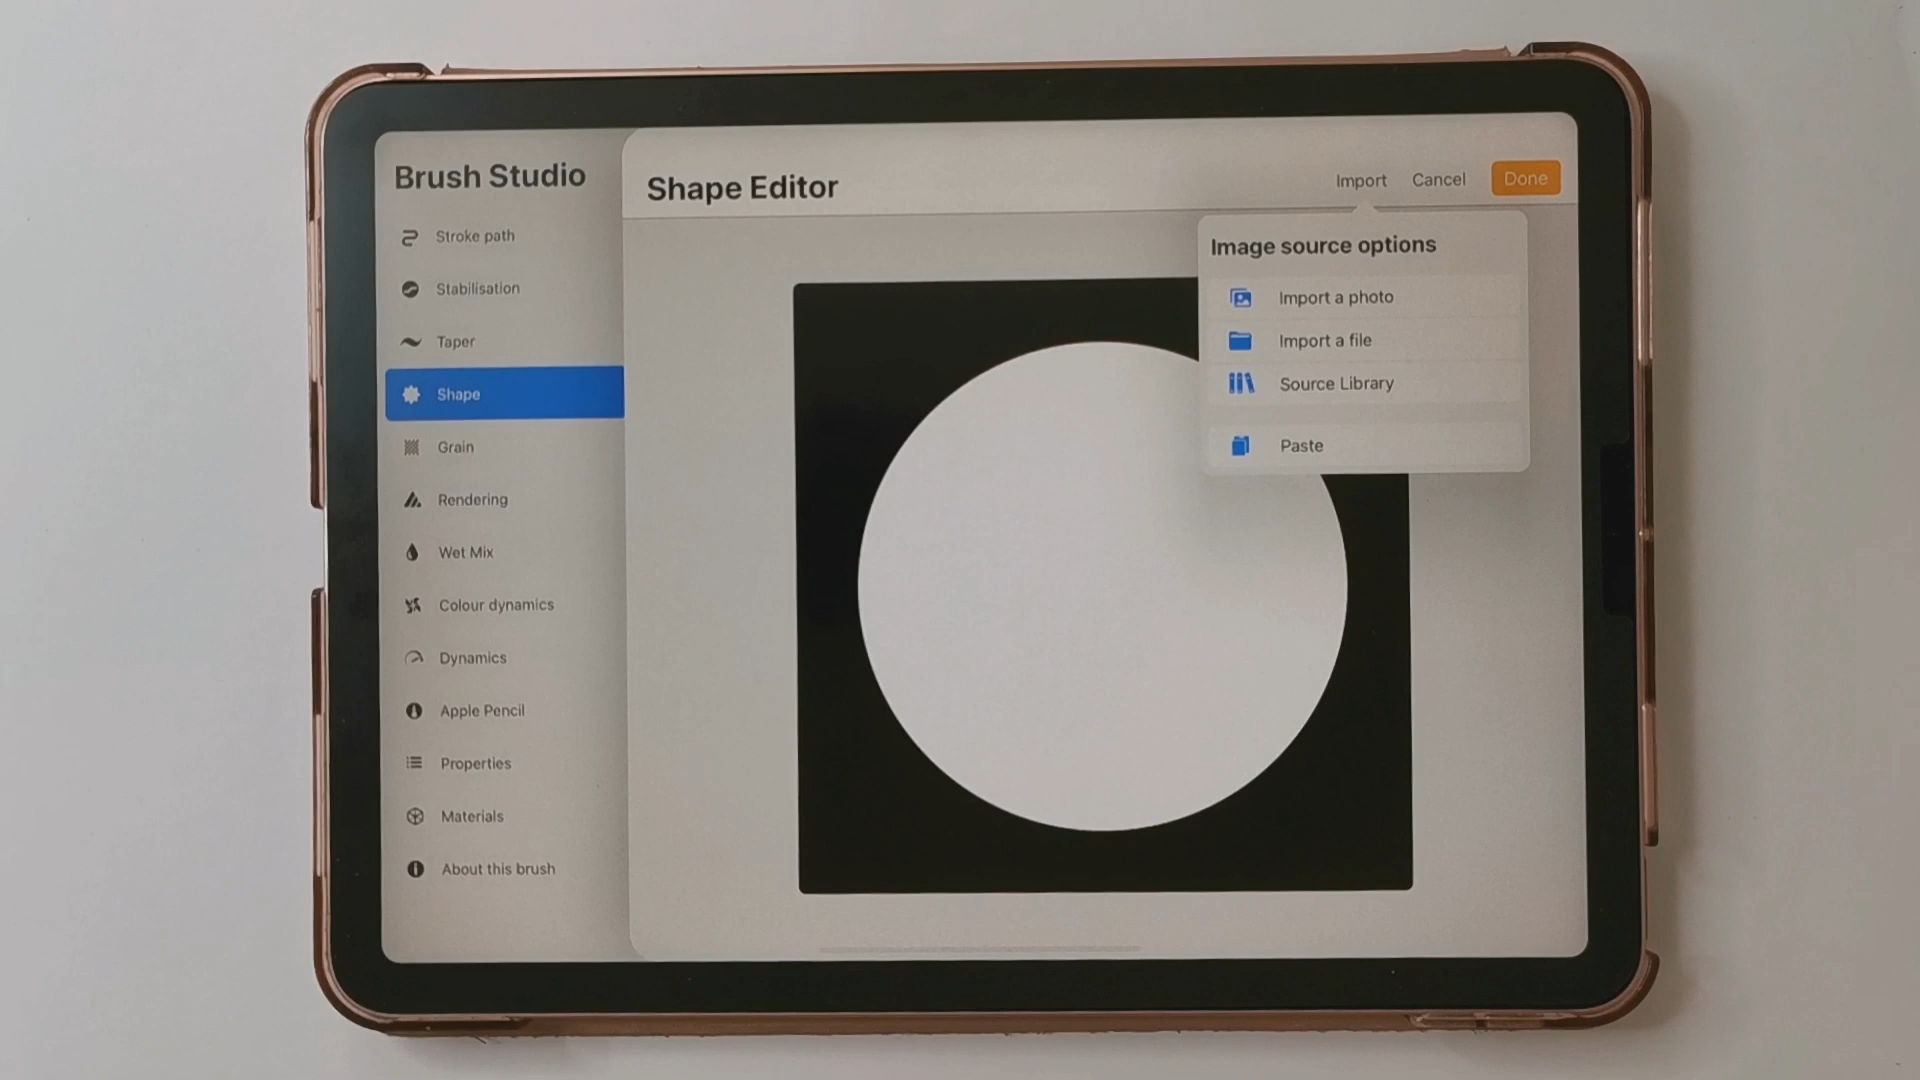 Brush Studio
Stroke path
Stabilisation
Taper
Shape
Grain
Rendering
Wet Mix
Colour dynamics
Dynamics
Apple Pencil
Properties
Materials
About this brush
Shape Editor
Import
Cancel
Done
Image source options
Import a photo
Import a file
Source Library
Paste